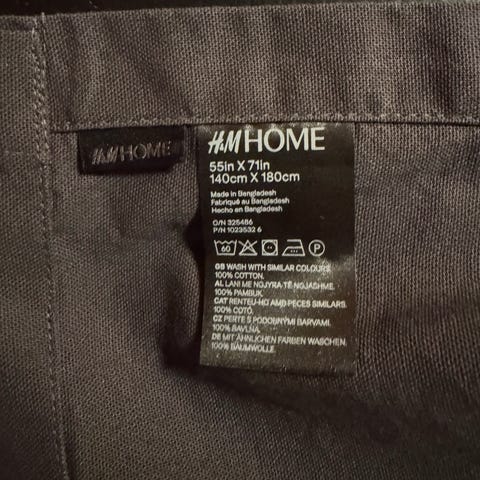 H&M HOME
H&M HOME
55in X 71in
140cm X 180cm
Made in Bangladesh
Fabriqué au Bangladesh
Hecho en Bangladesh
O/N 325486
P/N 1023532 6
60 P
GB WASH WITH SIMILAR COLOURS.
100% COTTON.
AL LANI ME NGJYRA TË NGJASHME.
100% PAMBUK.
CAT RENTEU-HO AMB PECES SIMILARS.
100% COTÓ.
CZ PERTE S PODOBNÝMI BARVAMI.
100% BAVLNA.
DE MIT ÄHNLICHEN FARBEN WASCHEN.
100% BAUMWOLLE.